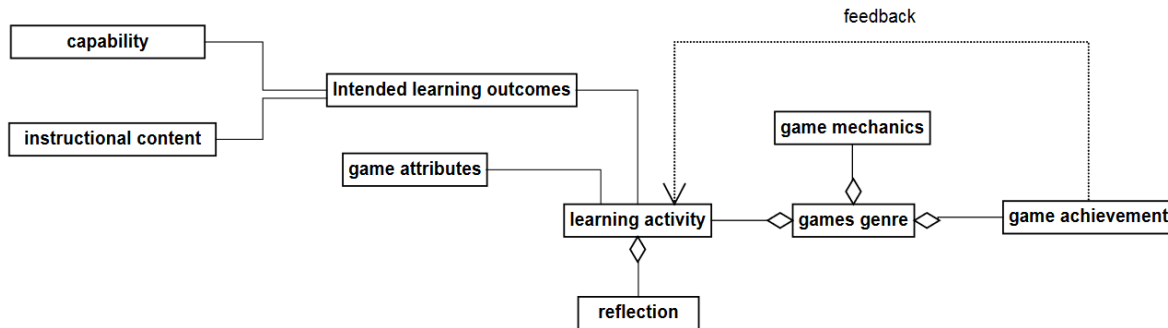 feedback
capability
Intended learning outcomes
instructional content
game mechanics
game attributes
learning activity
games genre
game achievement
reflection